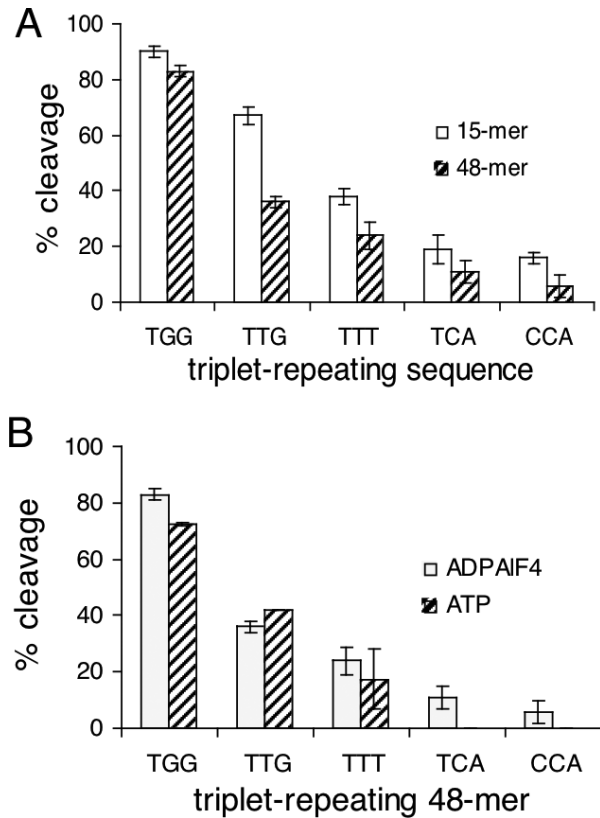 A
100
80
60
40
20
0
% cleavage
15-mer
48-mer
TGG TTG TTT TCA CCA
triplet-repeating sequence
B
100
80
60
40
20
0
% cleavage
ADPAlF4
ATP
TGG TTG TTT TCA CCA
triplet-repeating 48-mer